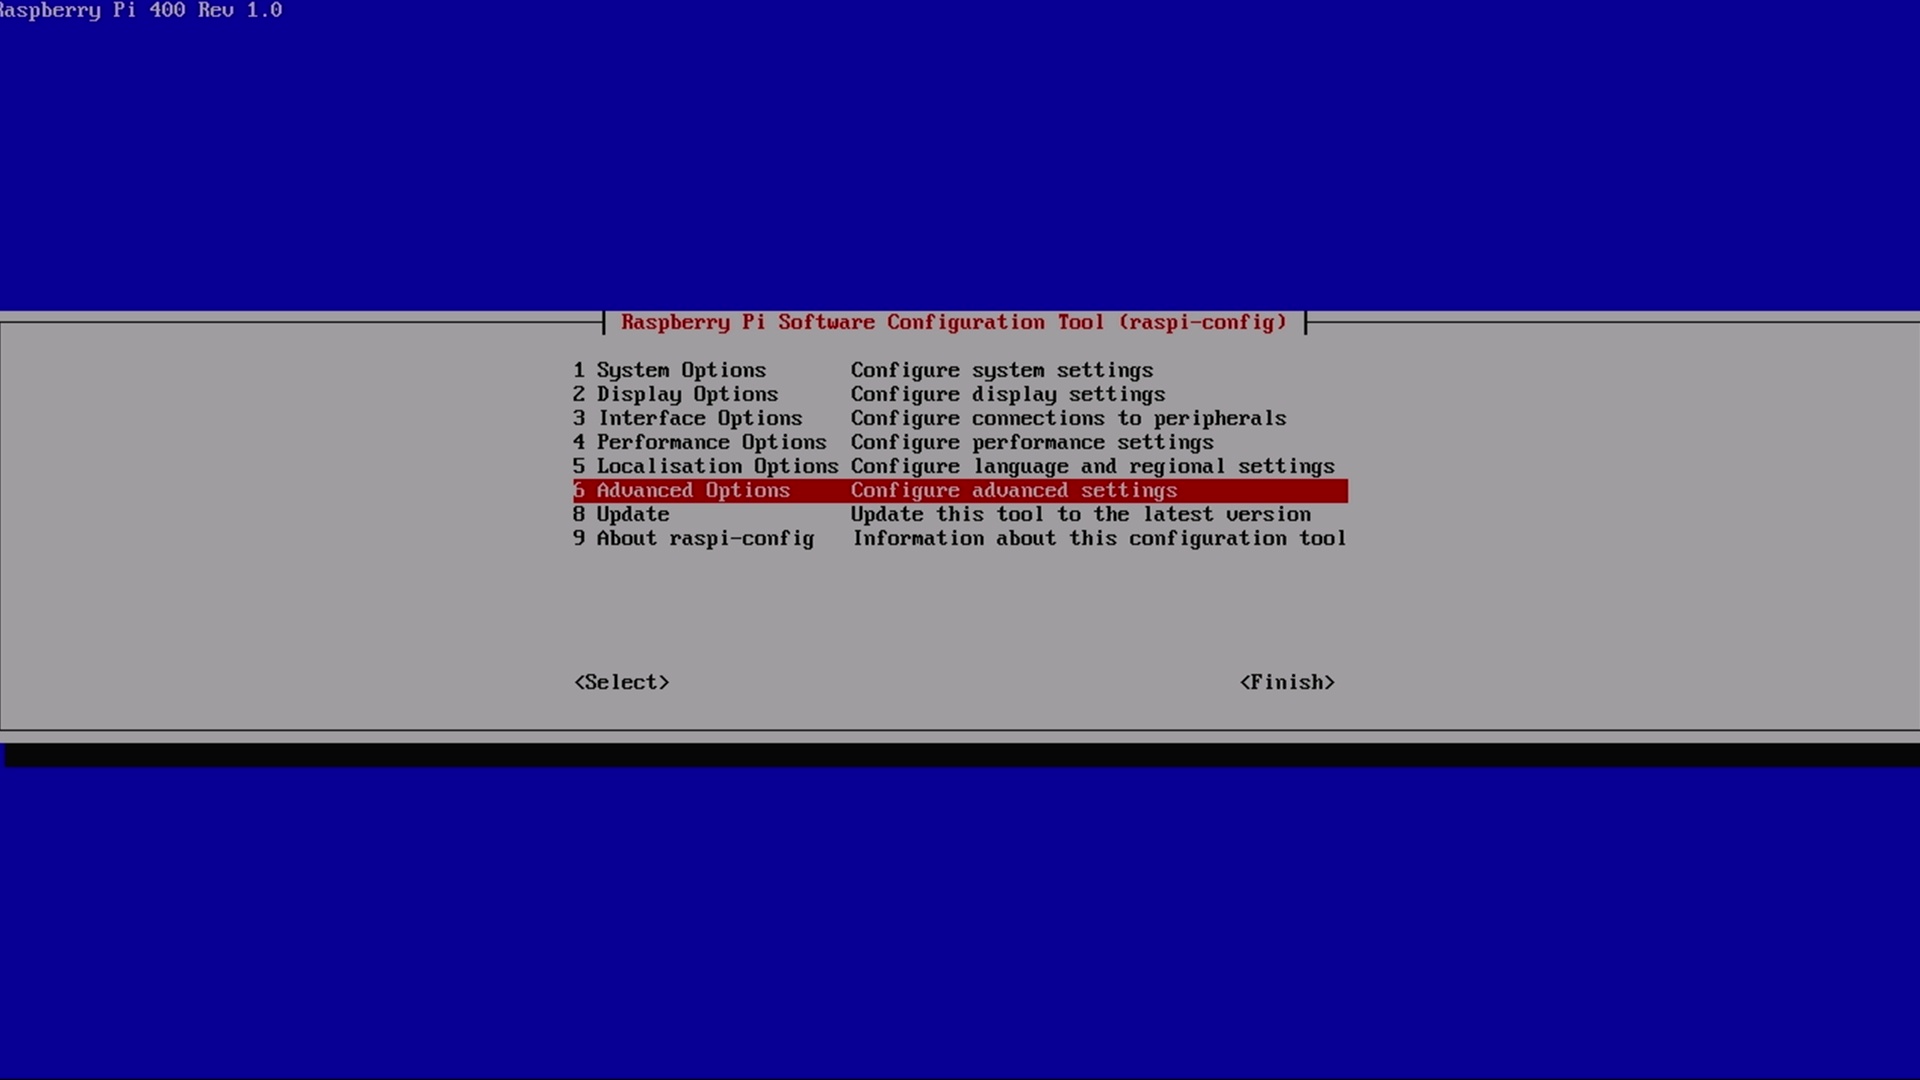 Raspberry Pi 400 Rev 1.0
Raspberry Pi Software Configuration Tool (raspi-config)
1 System Options Configure system settings
2 Display Options Configure display settings
3 Interface Options Configure connections to peripherals
4 Performance Options Configure performance settings
5 Localisation Options Configure language and regional settings
6 Advanced Options Configure advanced settings
8 Update Update this tool to the latest version
9 About raspi-config Information about this configuration tool
<Select> <Finish>